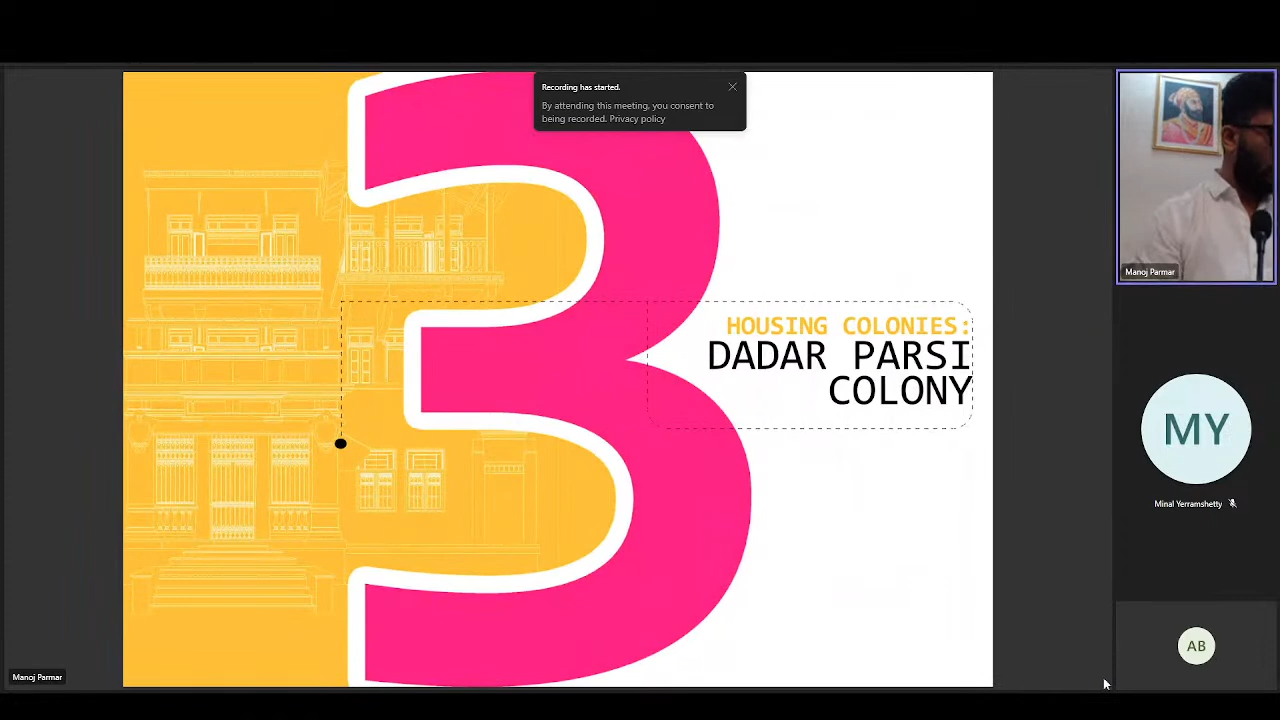 Recording has started.
By attending this meeting, you consent to
being recorded. Privacy policy
3
HOUSING COLONIES:
DADAR PARSI
COLONY
Manoj Parmar
MY
Minal Yerramshetty
AB
Manoj Parmar